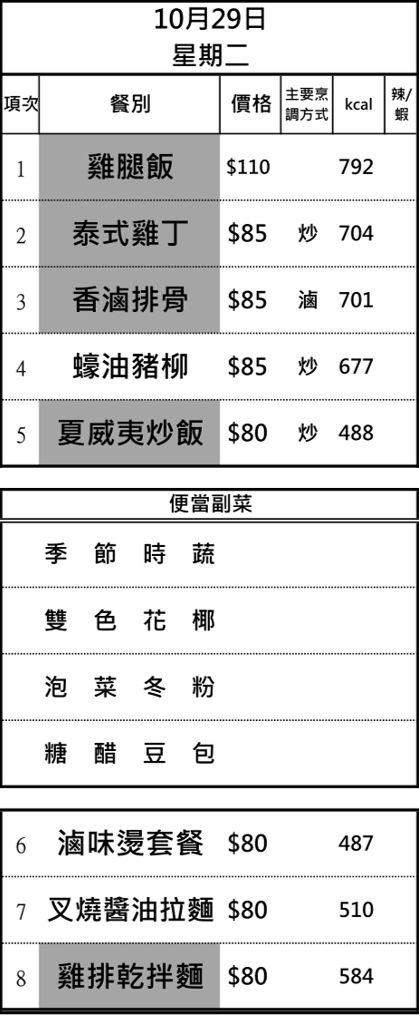 10月29日
星期二
項次 餐別 價格 主要烹調方式 kcal 辣/蝦
1 雞腿飯 $110 792
2 泰式雞丁 $85 炒 704
3 香滷排骨 $85 滷 701
4 蠔油豬柳 $85 炒 677
5 夏威夷炒飯 $80 炒 488
便當副菜
季節時蔬
雙色花椰
泡菜冬粉
糖醋豆包
6 滷味燙套餐 $80 487
7 叉燒醬油拉麵 $80 510
8 雞排乾拌麵 $80 584